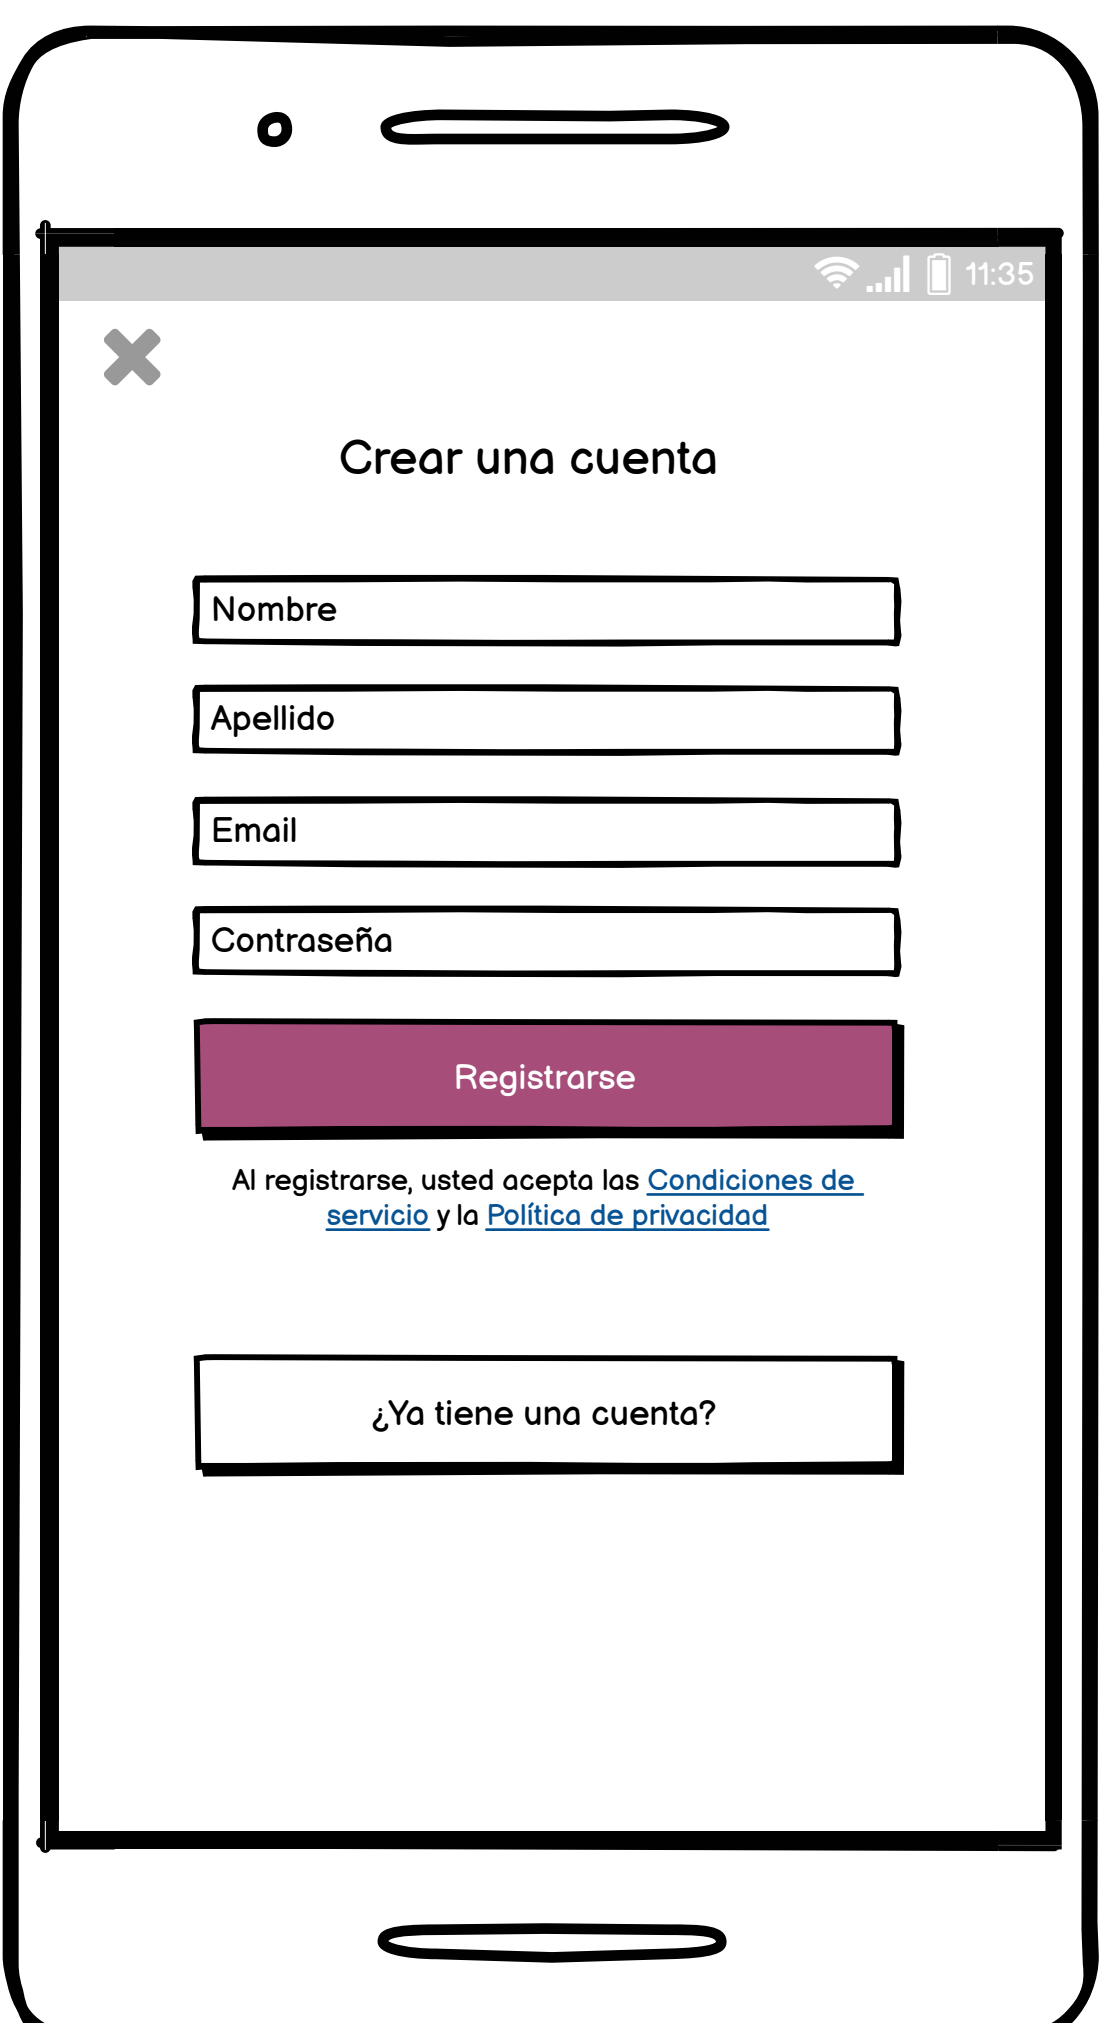 11:35
Crear una cuenta
Nombre
Apellido
Email
Contraseña
Registrarse
Al registrarse, usted acepta las Condiciones de
servicio y la Política de privacidad
¿Ya tiene una cuenta?